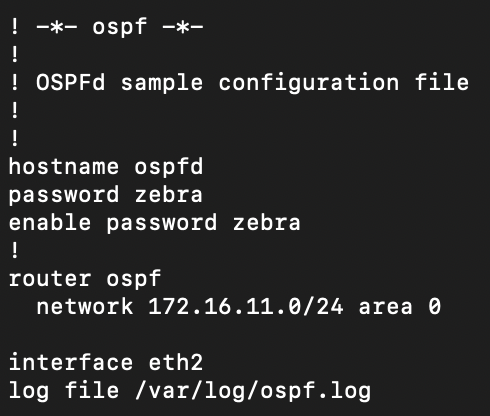 ! -*- ospf -*-
!
! OSPFd sample configuration file
!
!
hostname ospfd
password zebra
enable password zebra
!
router ospf
  network 172.16.11.0/24 area 0

interface eth2
log file /var/log/ospf.log